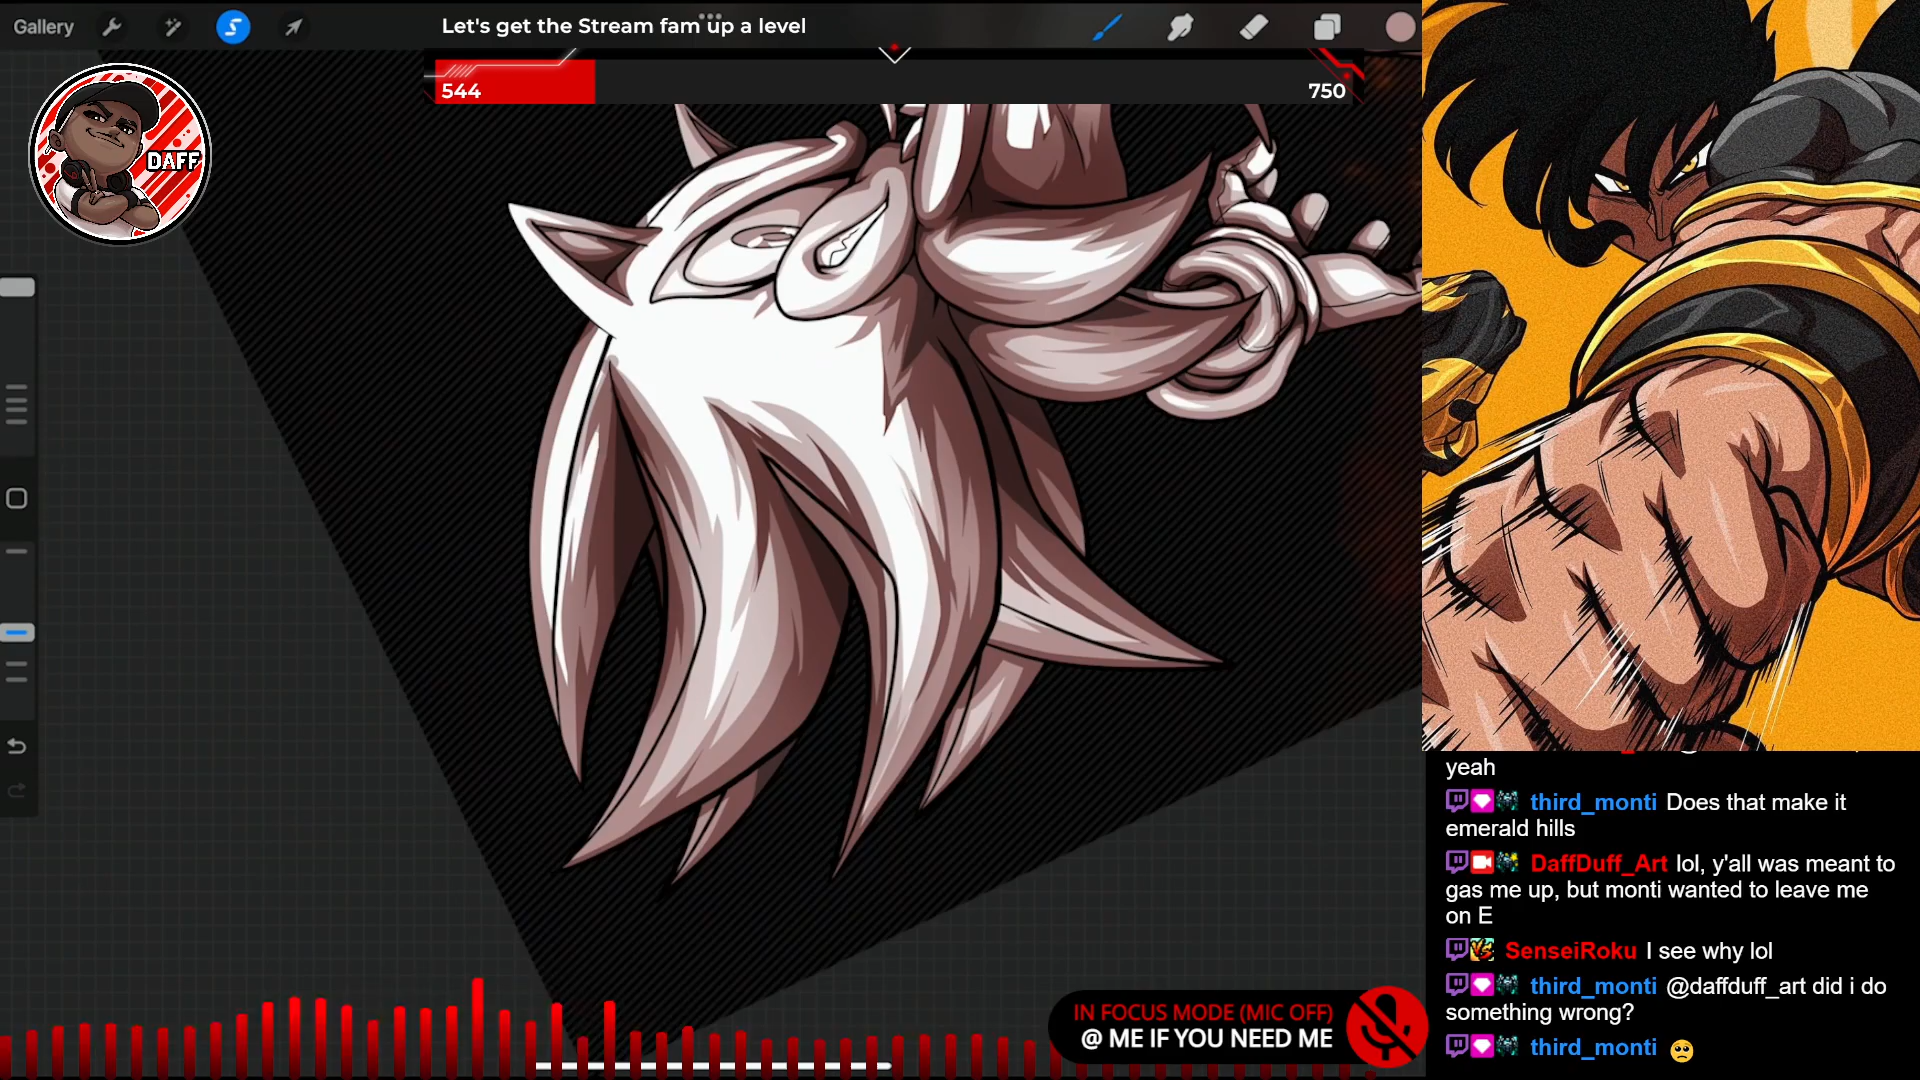 Gallery
Let's get the Stream fam up a level
544
750
DAFF
yeah
third_monti Does that make it
emerald hills
DaffDuff_Art lol, y'all was meant to
gas me up, but monti wanted to leave me
on E
SenseiRoku I see why lol
third_monti @daffduff_art did i do
something wrong?
third_monti 🥺
IN FOCUS MODE (MIC OFF)
@ ME IF YOU NEED ME